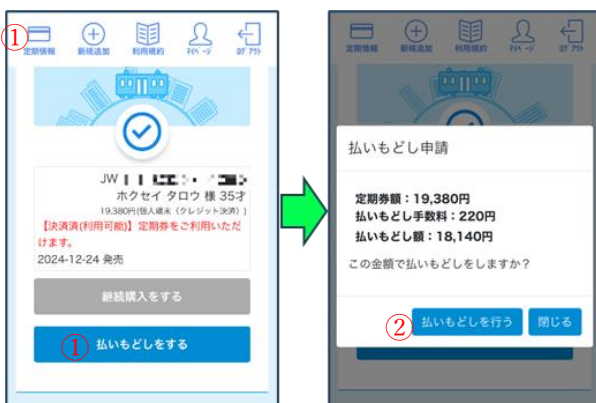 ①
定期情報 新規追加 利用規約 マイページ ログアウト
JW
ホクセイ タロウ 様 35才
19,380円(個人端末（クレジット決済）)
【決済済(利用可能)】定期券をご利用いただ
けます。
2024-12-24 発売
継続購入をする
① 払いもどしをする
定期情報 新規追加 利用規約 マイページ ログアウト
払いもどし申請
定期券額：19,380円
払いもどし手数料：220円
払いもどし額：18,140円
この金額で払いもどしをしますか？
② 払いもどしを行う 閉じる